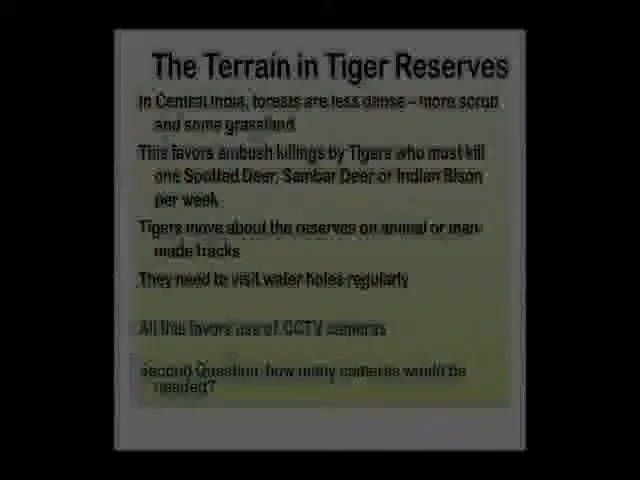 The Terrain in Tiger Reserves
In Central India, forests are less dense – more scrub
and some grassland
This favors ambush killings by Tigers who must kill
one Spotted Deer, Sambar Deer or Indian Bison
per week
Tigers move about the reserves on animal or man-
made tracks
They need to visit water holes regularly
All this favors use of CCTV cameras
Second Question: how many cameras would be
needed?